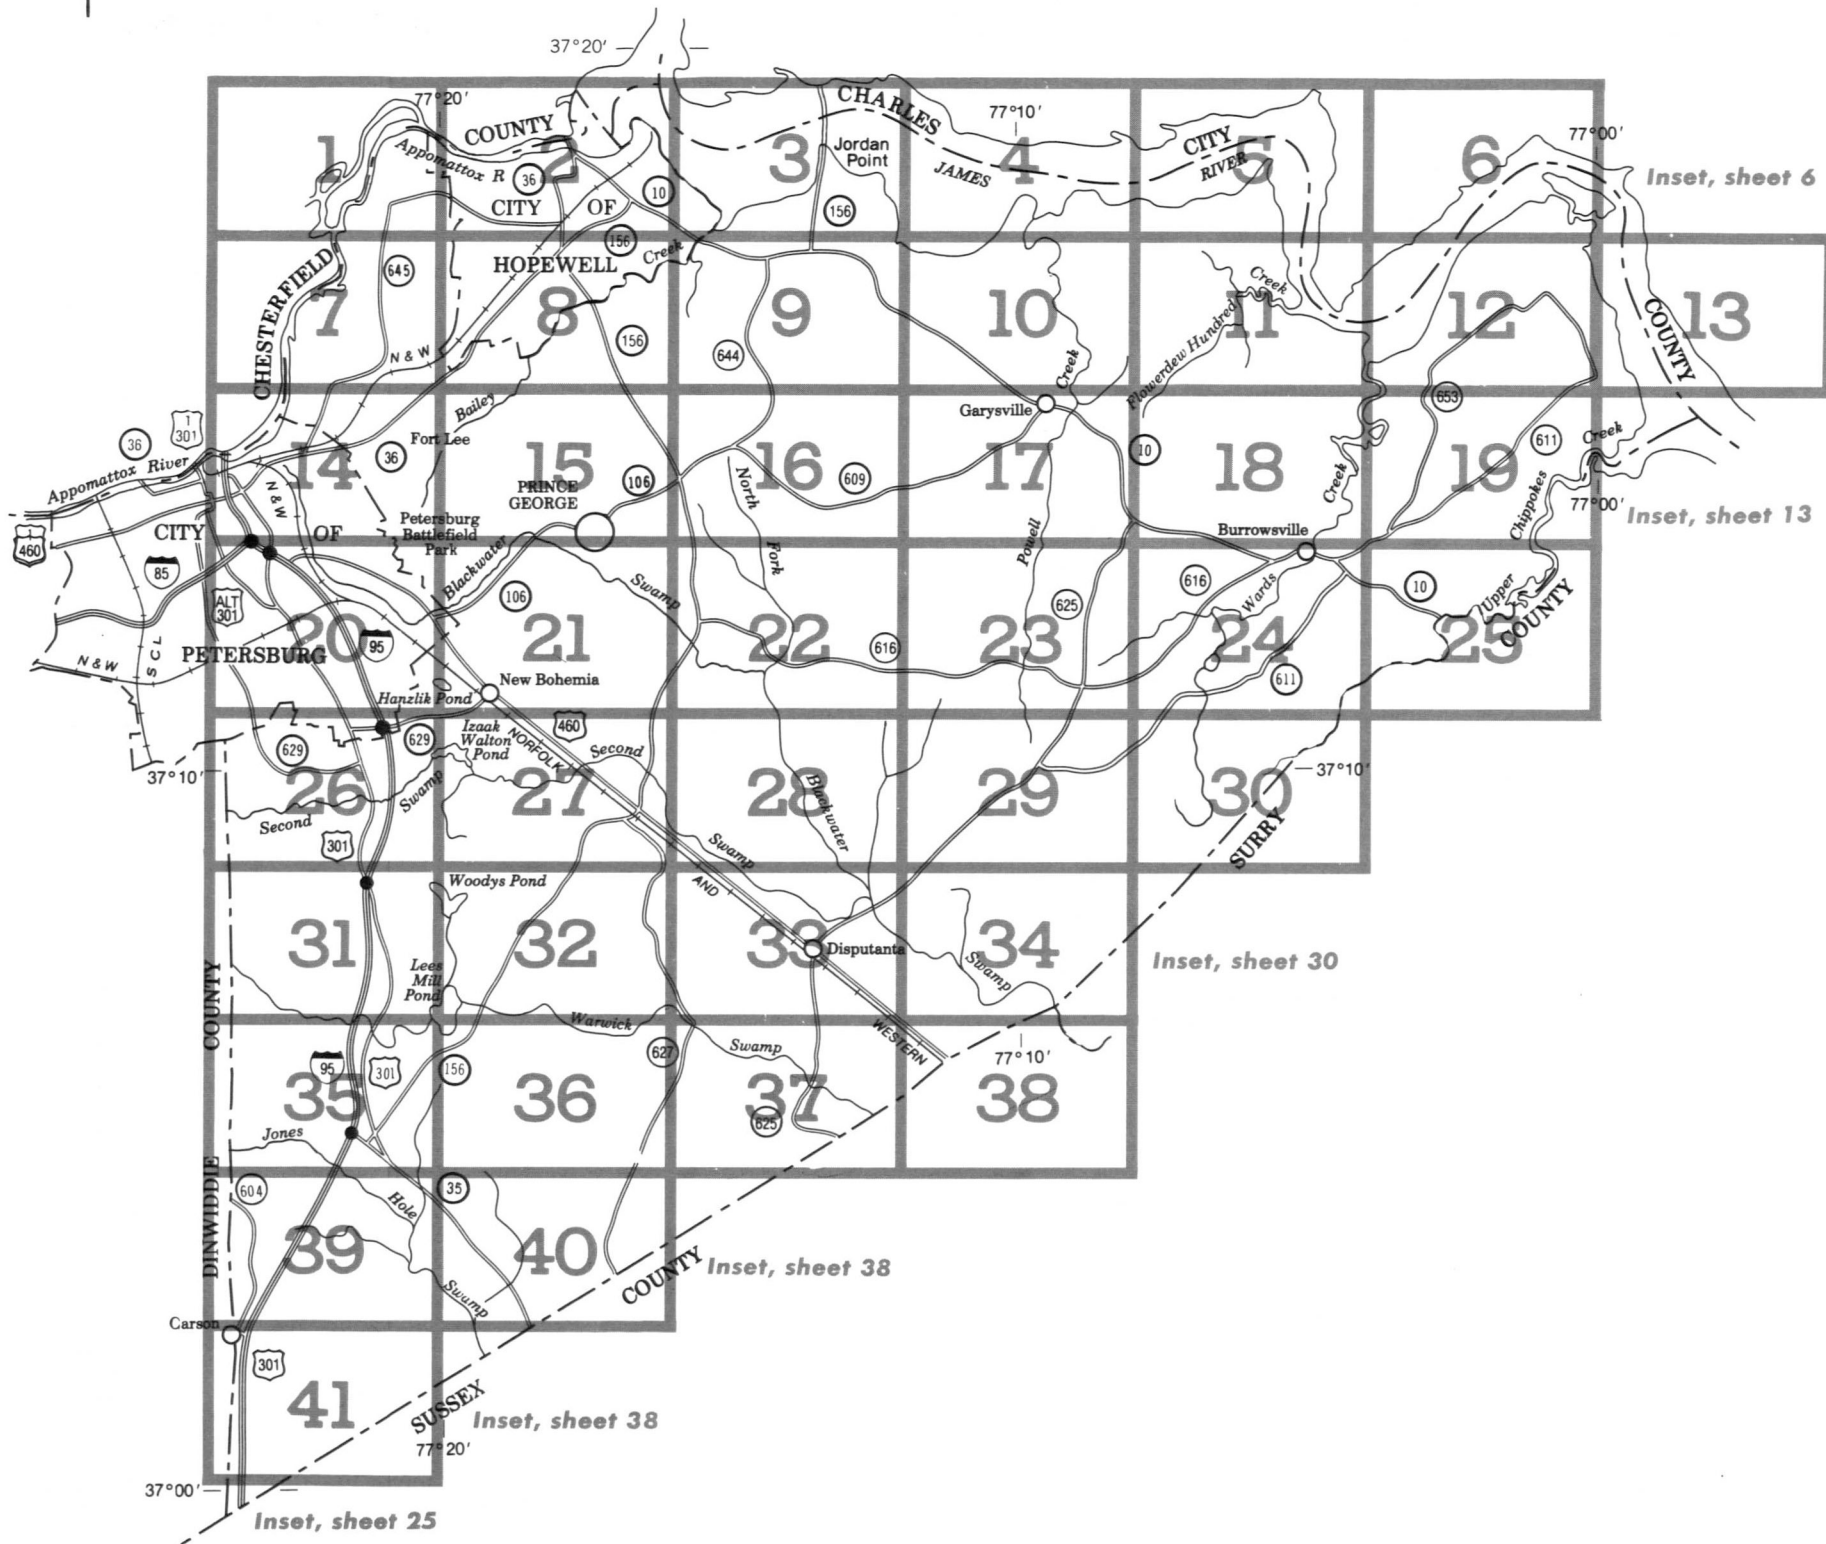 37°20′
77°20′
COUNTY
CHARLES
77°10′
CITY
77°00′
1
2
3
4
5
6
Jordan
Point
Inset, sheet 6
Appomattox R
36
10
JAMES
RIVER
CITY
OF
156
156
Creek
HOPEWELL
CHESTERFIELD
645
7
8
9
10
11
12
13
Flowerdew Hundred
Creek
COUNTY
N & W
156
644
Creek
Bailey
Garysville
653
1
301
36
Fort Lee
36
10
611
Creek
Appomattox River
14
15
16
17
18
19
N & W
PRINCE
GEORGE
106
North
609
Creek
Chippokes
77°00′
Inset, sheet 13
1
460
CITY
OF
Petersburg
Battlefield
Park
Powell
Burrowsville
85
Blackwater
Fork
ALT
301
106
Swamp
625
616
Wards
10
Upper
COUNTY
20
21
22
23
24
25
95
616
N & W
S C L
PETERSBURG
Hanzlik Pond
New Bohemia
611
629
629
Izaak
Walton
Pond
460
NORFOLK
Second
37°10′
37°10′
26
27
28
29
30
Swamp
Second
Blackwater
301
Swamp
SURRY
Woodys Pond
AND
31
32
33
34
Disputanta
Inset, sheet 30
COUNTY
Lees
Mill
Pond
Swamp
Warwick
WESTERN
Swamp
627
77°10′
95
301
156
35
36
37
38
625
Jones
DINWIDDIE
604
Hole
35
39
40
COUNTY
Inset, sheet 38
Swamp
Carson
301
41
SUSSEX
Inset, sheet 38
77°20′
37°00′
Inset, sheet 25